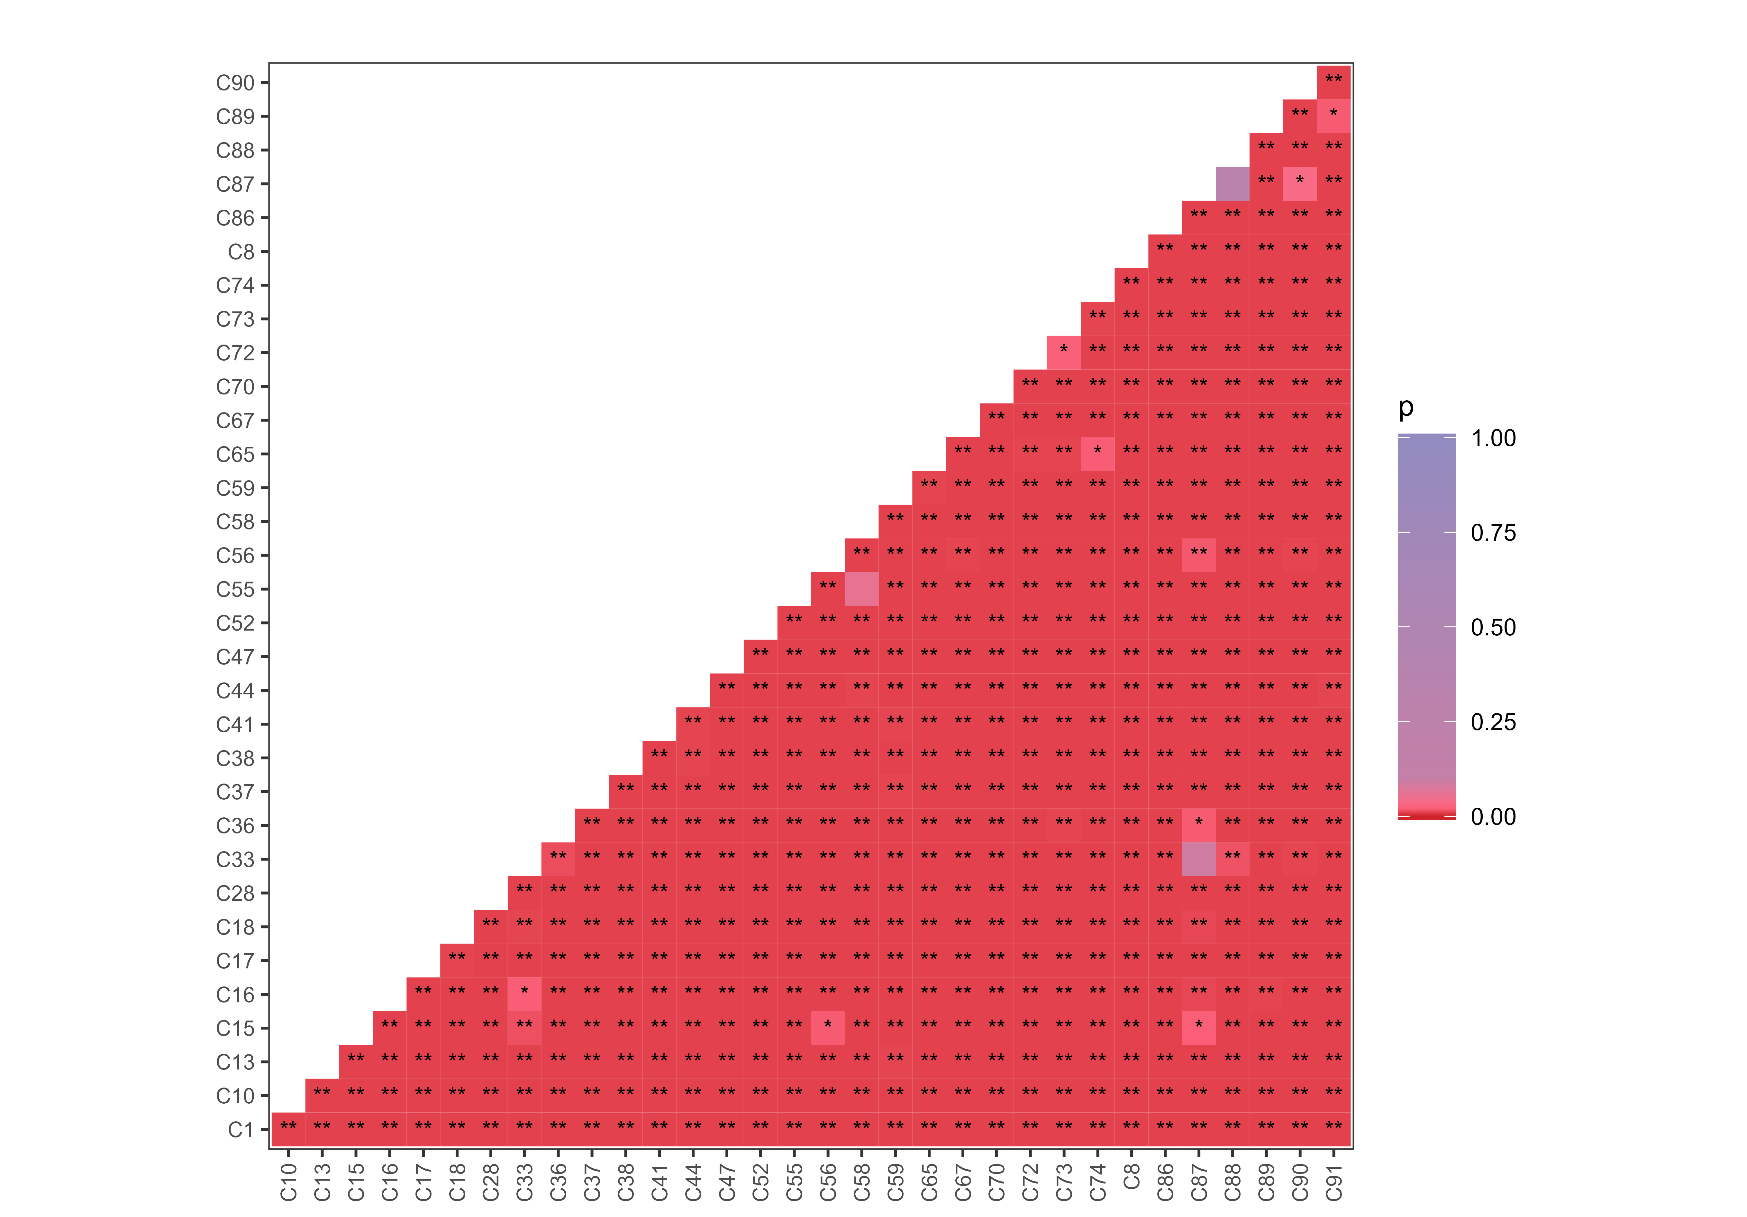 C90 **
C89 ** *
C88 ** ** **
C87 ** * **
C86 ** ** ** ** **
C8 ** ** ** ** ** **
C74 ** ** ** ** ** ** **
C73 ** ** ** ** ** ** ** **
C72 * ** ** ** ** ** ** ** **
C70 ** ** ** ** ** ** ** ** ** **
C67 ** ** ** ** ** ** ** ** ** ** **
C65 ** ** ** ** * ** ** ** ** ** ** **
C59 ** ** ** ** ** ** ** ** ** ** ** ** **
C58 ** ** ** ** ** ** ** ** ** ** ** ** ** **
C56 ** ** ** ** ** ** ** ** ** ** ** ** ** ** **
C55 ** ** ** ** ** ** ** ** ** ** ** ** ** ** **
C52 ** ** ** ** ** ** ** ** ** ** ** ** ** ** ** ** **
C47 ** ** ** ** ** ** ** ** ** ** ** ** ** ** ** ** ** **
C44 ** ** ** ** ** ** ** ** ** ** ** ** ** ** ** ** ** ** **
C41 ** ** ** ** ** ** ** ** ** ** ** ** ** ** ** ** ** ** ** **
C38 ** ** ** ** ** ** ** ** ** ** ** ** ** ** ** ** ** ** ** ** **
C37 ** ** ** ** ** ** ** ** ** ** ** ** ** ** ** ** ** ** ** ** ** **
C36 ** ** ** ** ** ** ** ** ** ** ** ** ** ** ** ** ** ** * ** ** ** **
C33 ** ** ** ** ** ** ** ** ** ** ** ** ** ** ** ** ** ** ** ** ** ** **
C28 ** ** ** ** ** ** ** ** ** ** ** ** ** ** ** ** ** ** ** ** ** ** ** ** **
C18 ** ** ** ** ** ** ** ** ** ** ** ** ** ** ** ** ** ** ** ** ** ** ** ** ** **
C17 ** ** ** ** ** ** ** ** ** ** ** ** ** ** ** ** ** ** ** ** ** ** ** ** ** ** **
C16 ** ** ** * ** ** ** ** ** ** ** ** ** ** ** ** ** ** ** ** ** ** ** ** ** ** ** **
C15 ** ** ** ** ** ** ** ** ** ** ** ** ** * ** ** ** ** ** ** ** ** ** ** * ** ** ** **
C13 ** ** ** ** ** ** ** ** ** ** ** ** ** ** ** ** ** ** ** ** ** ** ** ** ** ** ** ** ** **
C10 ** ** ** ** ** ** ** ** ** ** ** ** ** ** ** ** ** ** ** ** ** ** ** ** ** ** ** ** ** ** **
C1 ** ** ** ** ** ** ** ** ** ** ** ** ** ** ** ** ** ** ** ** ** ** ** ** ** ** ** ** ** ** ** **
C10 C13 C15 C16 C17 C18 C28 C33 C36 C37 C38 C41 C44 C47 C52 C55 C56 C58 C59 C65 C67 C70 C72 C73 C74 C8 C86 C87 C88 C89 C90 C91
p
1.00
0.75
0.50
0.25
0.00